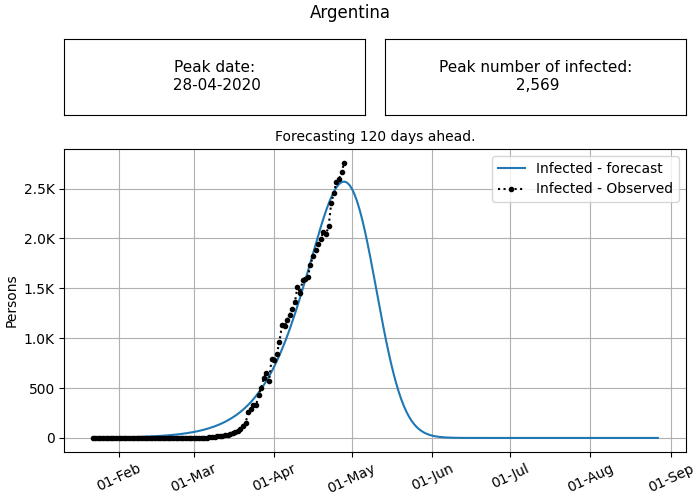 Argentina
Peak date:
28-04-2020
Peak number of infected:
2,569
Forecasting 120 days ahead.
Infected - forecast
Infected - Observed
Persons
2.5K
2.0K
1.5K
1.0K
500
0
01-Feb
01-Mar
01-Apr
01-May
01-Jun
01-Jul
01-Aug
01-Sep